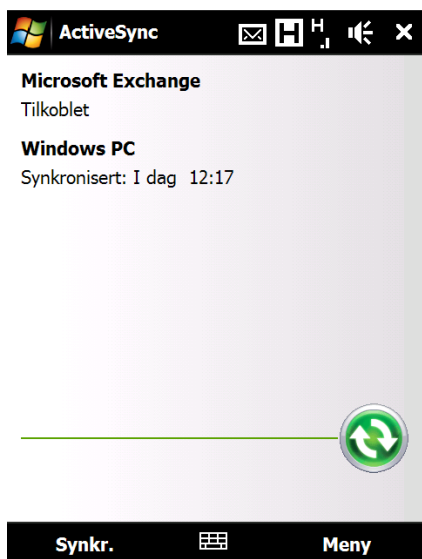 ActiveSync
Microsoft Exchange
Tilkoblet
Windows PC
Synkronisert: I dag 12:17
Synkr.
Meny